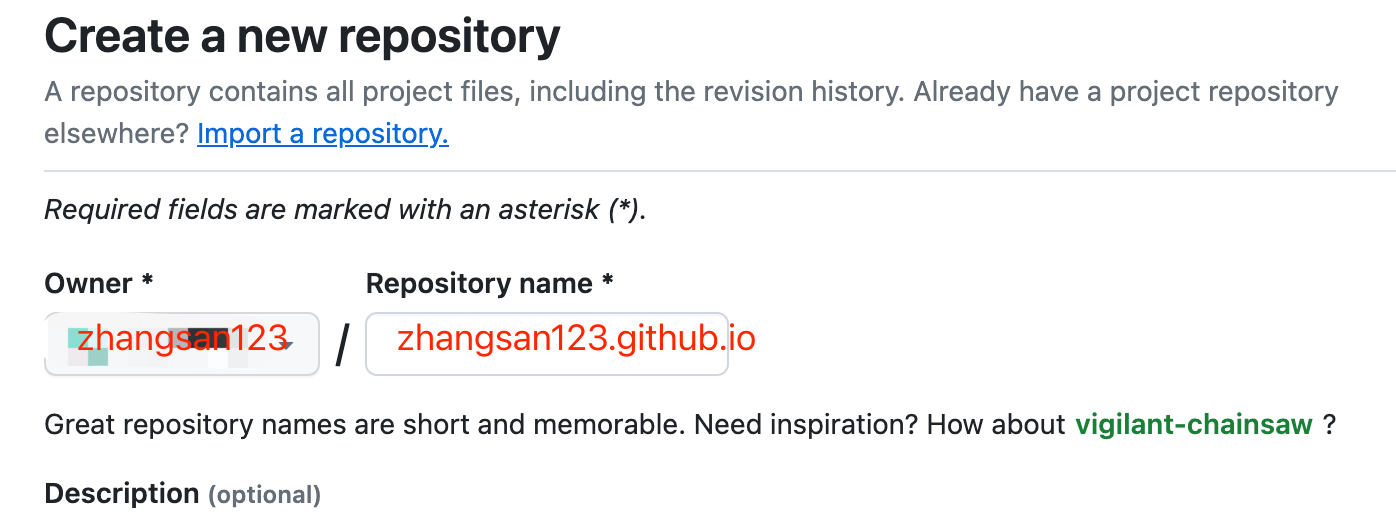 Create a new repository
A repository contains all project files, including the revision history. Already have a project repository
elsewhere? Import a repository.
Required fields are marked with an asterisk (*).
Owner * Repository name *
zhangsan123 / zhangsan123.github.io
Great repository names are short and memorable. Need inspiration? How about vigilant-chainsaw ?
Description (optional)